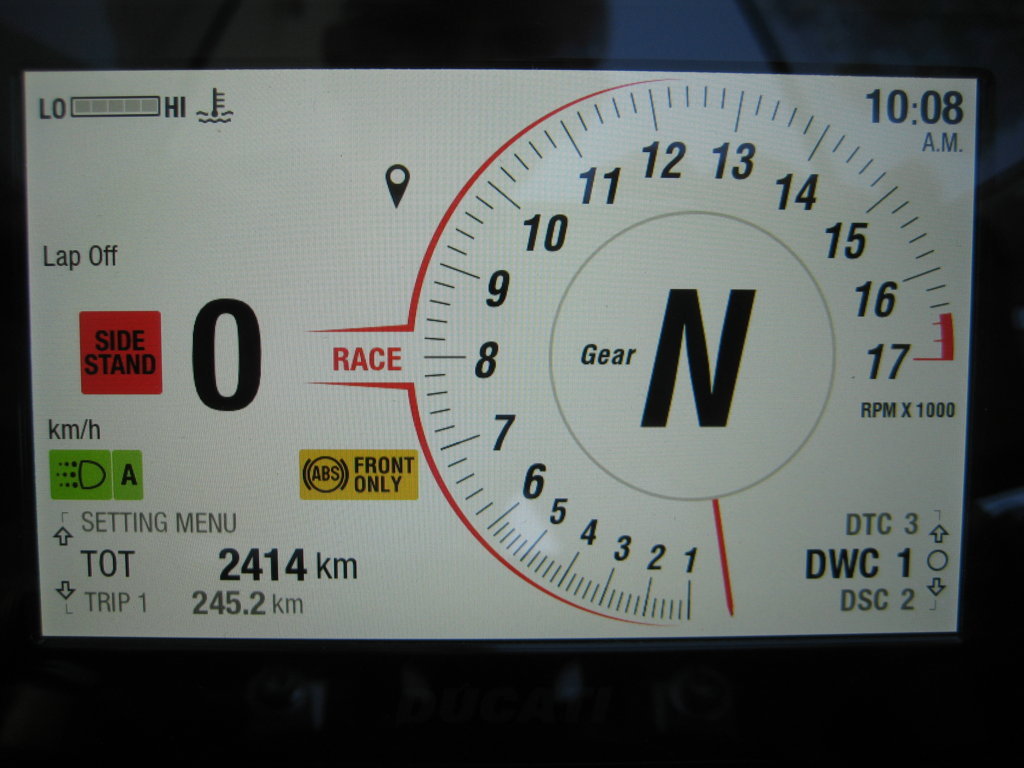 LO HI
10:08
A.M.
12 13
11 14
10 15
Lap Off
9 16
SIDE
STAND
0
RACE
8
Gear N
17
RPM X 1000
km/h
7
A
ABS FRONT
ONLY
6
5
4
3
2
1
SETTING MENU
TOT 2414 km
TRIP 1 245.2 km
DTC 3
DWC 1
DSC 2
DUCATI